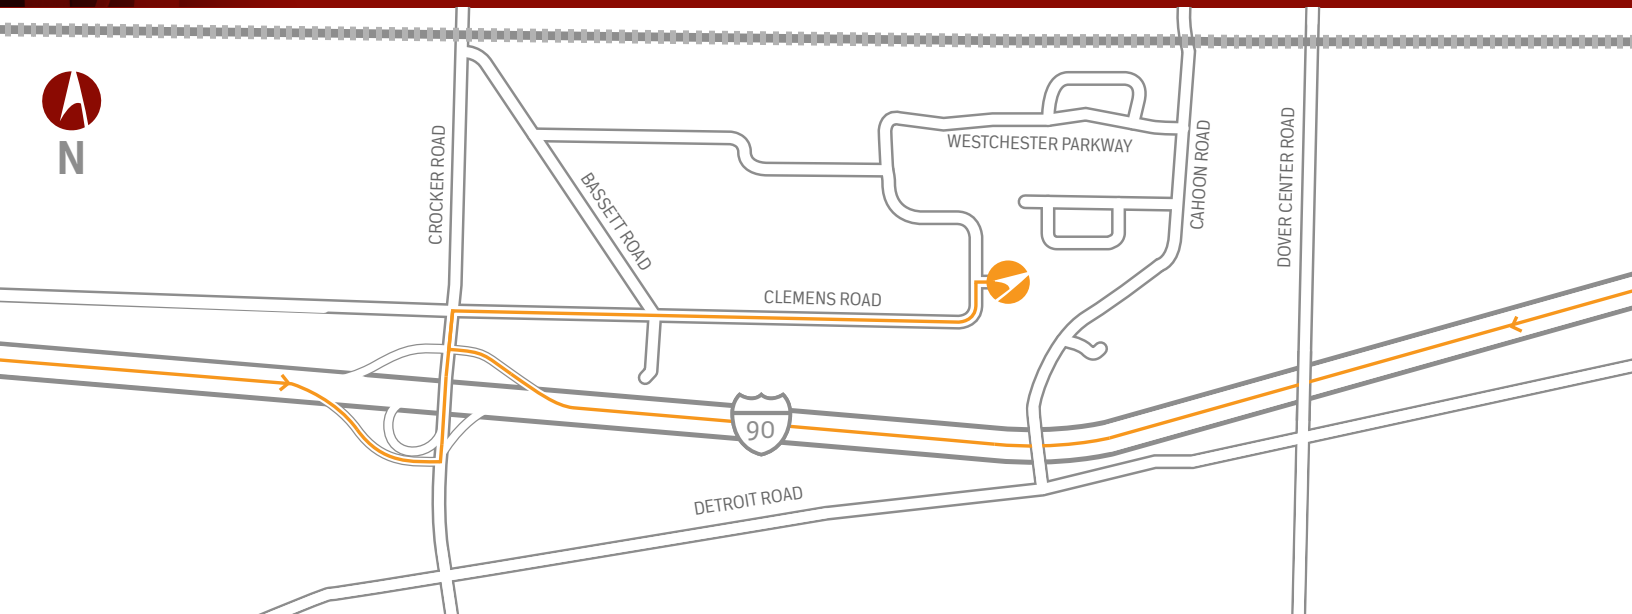 N
CROCKER ROAD
BASSETT ROAD
WESTCHESTER PARKWAY
CAHOON ROAD
DOVER CENTER ROAD
CLEMENS ROAD
90
DETROIT ROAD